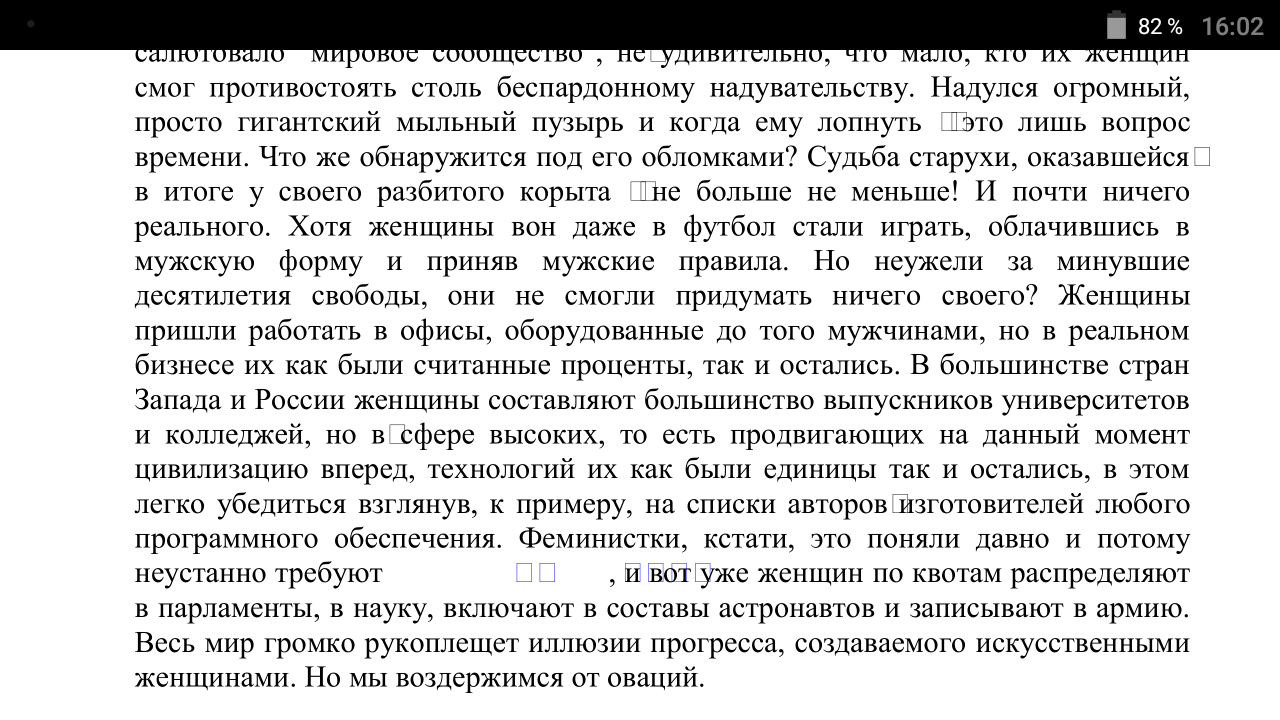 82 % 16:02
салютовало мировое сообщество , не удивительно, что мало, кто их женщин
смог противостоять столь беспардонному надувательству. Надулся огромный,
просто гигантский мыльный пузырь и когда ему лопнуть это лишь вопрос
времени. Что же обнаружится под его обломками? Судьба старухи, оказавшейся
в итоге у своего разбитого корыта не больше не меньше! И почти ничего
реального. Хотя женщины вон даже в футбол стали играть, облачившись в
мужскую форму и приняв мужские правила. Но неужели за минувшие
десятилетия свободы, они не смогли придумать ничего своего? Женщины
пришли работать в офисы, оборудованные до того мужчинами, но в реальном
бизнесе их как были считанные проценты, так и остались. В большинстве стран
Запада и России женщины составляют большинство выпускников университетов
и колледжей, но в сфере высоких, то есть продвигающих на данный момент
цивилизацию вперед, технологий их как были единицы так и остались, в этом
легко убедиться взглянув, к примеру, на списки авторов изготовителей любого
программного обеспечения. Феминистки, кстати, это поняли давно и потому
неустанно требуют , и вот уже женщин по квотам распределяют
в парламенты, в науку, включают в составы астронавтов и записывают в армию.
Весь мир громко рукоплещет иллюзии прогресса, создаваемого искусственными
женщинами. Но мы воздержимся от оваций.